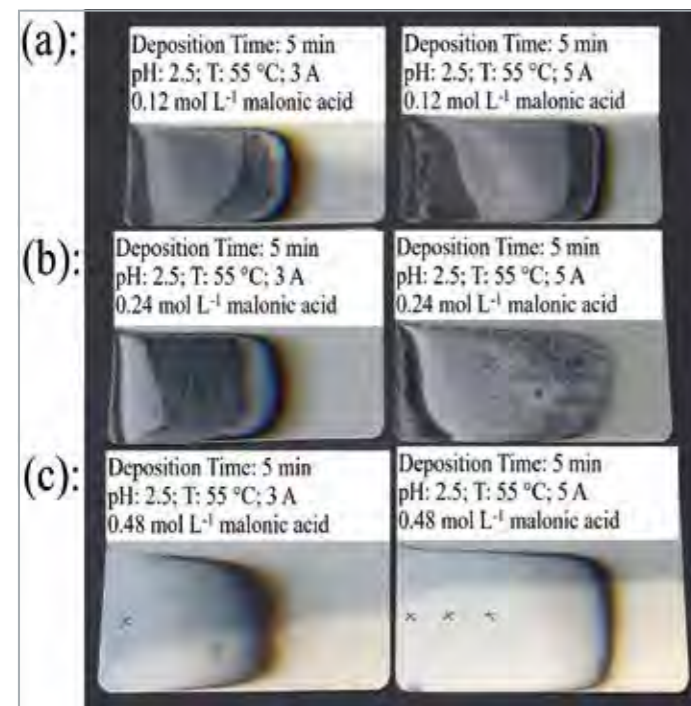 (a):
Deposition Time: 5 min
pH: 2.5; T: 55 °C; 3 A
0.12 mol L⁻¹ malonic acid
Deposition Time: 5 min
pH: 2.5; T: 55 °C; 5 A
0.12 mol L⁻¹ malonic acid
(b):
Deposition Time: 5 min
pH: 2.5; T: 55 °C; 3 A
0.24 mol L⁻¹ malonic acid
Deposition Time: 5 min
pH: 2.5; T: 55 °C; 5 A
0.24 mol L⁻¹ malonic acid
(c):
Deposition Time: 5 min
pH: 2.5; T: 55 °C; 3 A
0.48 mol L⁻¹ malonic acid
Deposition Time: 5 min
pH: 2.5; T: 55 °C; 5 A
0.48 mol L⁻¹ malonic acid